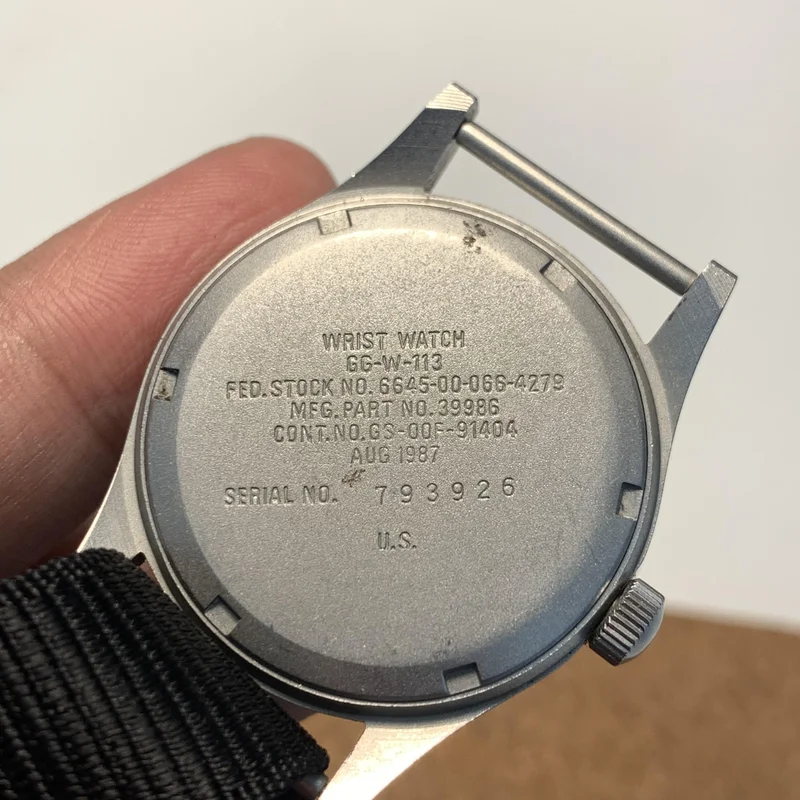 WRIST WATCH
GG-W-113
FED. STOCK NO. 6645-00-066-4279
MFG. PART NO. 39986
CONT. NO. GS-00F-91404
AUG 1987
SERIAL NO. 793926
U.S.